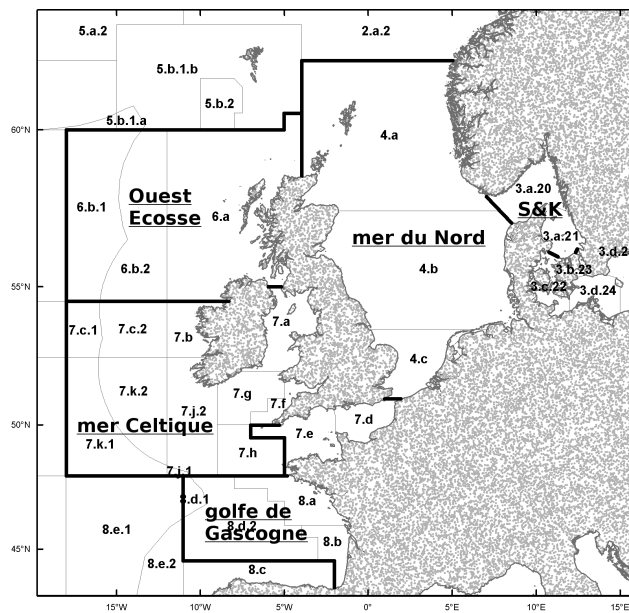 5.a.2
2.a.2
5.b.1.b
5.b.2
5.b.1.a
60°N
4.a
Ouest
Ecosse
3.a.20
6.b.1
6.a
S&K
mer du Nord
3.a.21
3.d.2
6.b.2
4.b
3.b.23
55°N
3.c.22
3.d.24
7.c.1
7.c.2
7.b
7.a
4.c
7.k.2
7.g
7.j.2
7.f
7.d
50°N
mer Celtique
7.e
7.k.1
7.h
7.j.1
8.d.1
8.a
golfe de
8.d.2
Gascogne
8.e.1
8.b
45°N
8.e.2
8.c
15°W
10°W
5°W
0°
5°E
10°E
15°E